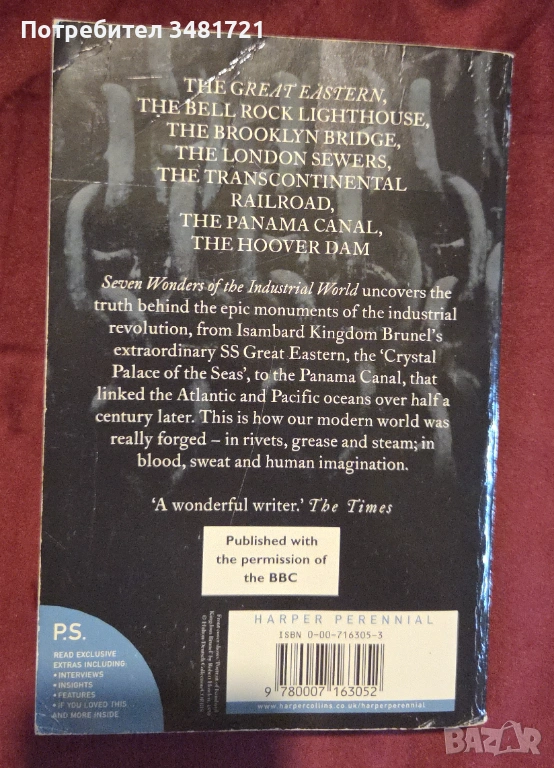 Потребител 3481721
THE GREAT EASTERN,
THE BELL ROCK LIGHTHOUSE,
THE BROOKLYN BRIDGE,
THE LONDON SEWERS,
THE TRANSCONTINENTAL
RAILROAD,
THE PANAMA CANAL,
THE HOOVER DAM
Seven Wonders of the Industrial World uncovers the
truth behind the epic monuments of the industrial
revolution, from Isambard Kingdom Brunel's
extraordinary SS Great Eastern, the ‘Crystal
Palace of the Seas’, to the Panama Canal, that
linked the Atlantic and Pacific oceans over half a
century later. This is how our modern world was
really forged – in rivets, grease and steam; in
blood, sweat and human imagination.
‘A wonderful writer.’ The Times
Published with
the permission of
the BBC
P.S.
READ EXCLUSIVE
EXTRAS INCLUDING:
• INTERVIEWS
• INSIGHTS
• FEATURES
• IF YOU LOVED THIS
AND MORE INSIDE
HARPER PERENNIAL
ISBN 0-00-716305-3
9 780007 163052
www.harpercollins.co.uk/harperperennial
BAZAR